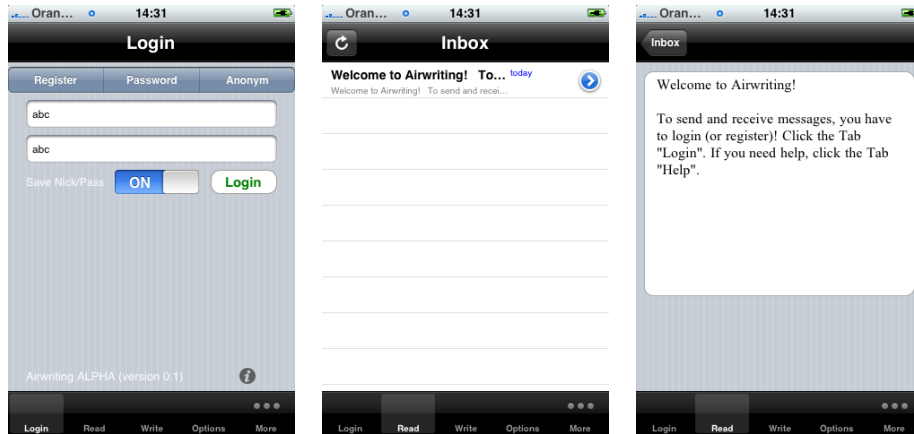 Oran... 14:31
Login
Register Password Anonym
abc
abc
Save Nick/Pass ON Login
Airwriting ALPHA (version 0.1)
Login Read Write Options More
Oran... 14:31
Inbox
Welcome to Airwriting! To... today
Welcome to Airwriting! To send and recei...
Login Read Write Options More
Oran... 14:31
Inbox
Welcome to Airwriting!
To send and receive messages, you have
to login (or register)! Click the Tab
"Login". If you need help, click the Tab
"Help".
Login Read Write Options More